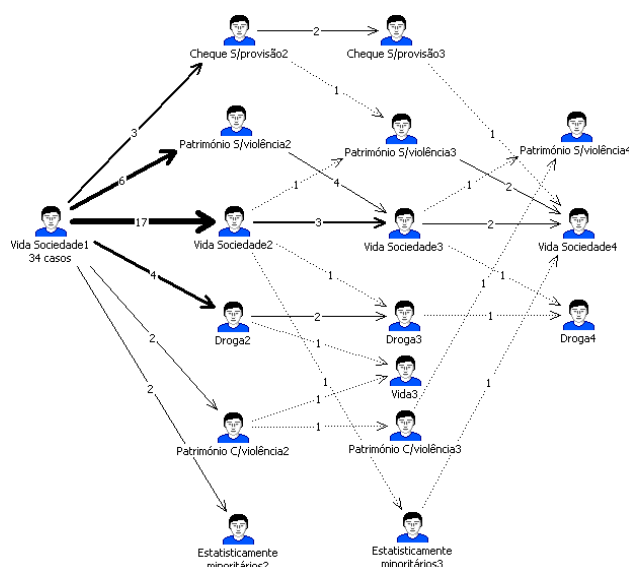 Cheque S/provisão2
2
Cheque S/provisão3
3
1
1
Património S/violência2
Património S/violência3
Património S/violência4
6
1
4
1
2
Vida Sociedade1
34 casos
17
Vida Sociedade2
3
Vida Sociedade3
2
Vida Sociedade4
4
1
1
1
Droga2
2
Droga3
1
Droga4
2
1
Vida3
2
1
1
1
Património C/violência2
1
Património C/violência3
Estatisticamente
minoritários2
Estatisticamente
minoritários3